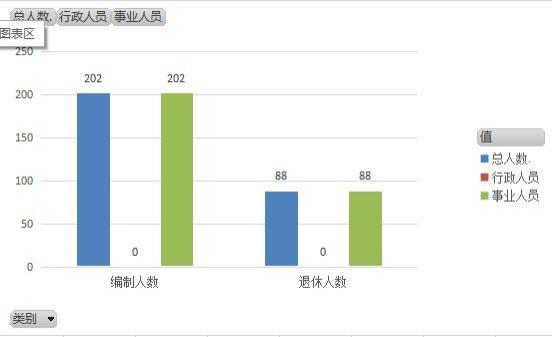 总人数. 行政人员 事业人员
图表区
250
200
150
100
50
0
202 0 202
88 0 88
编制人数 退休人数
值
总人数.
行政人员
事业人员
类别